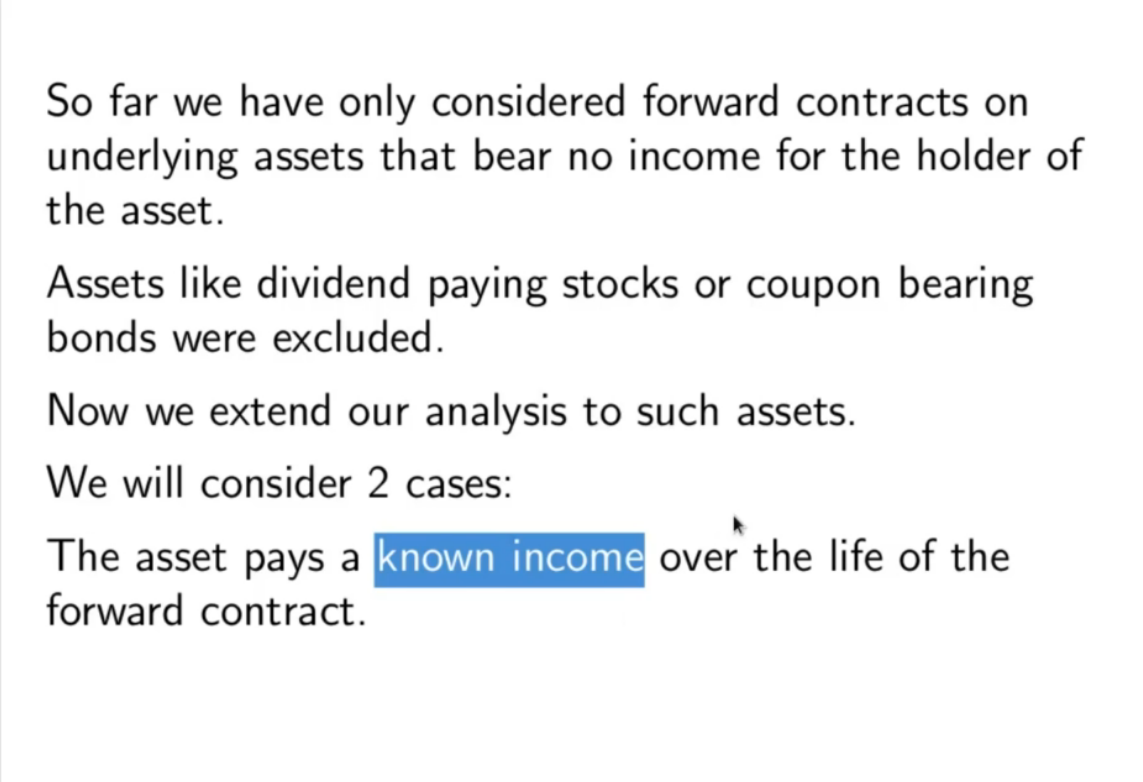 So far we have only considered forward contracts on
underlying assets that bear no income for the holder of
the asset.
Assets like dividend paying stocks or coupon bearing
bonds were excluded.
Now we extend our analysis to such assets.
We will consider 2 cases:
The asset pays a known income over the life of the
forward contract.